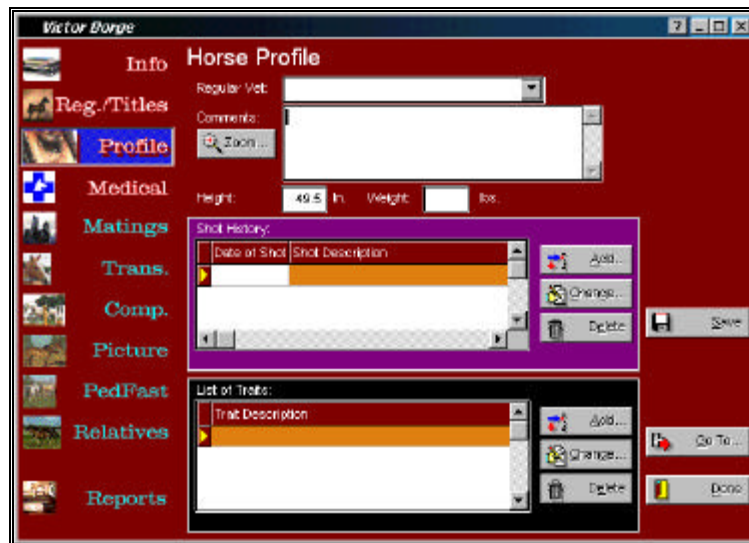 Victor Borge
Info
Reg./Titles
Profile
Medical
Matings
Trans.
Comp.
Picture
PedFast
Relatives
Reports
Horse Profile
Regular Vet:
Comments:
Zoom...
Height: 49.5 In. Weight: lbs.
Shot History:
Date of Shot Shot Description
Add...
Change...
Delete
List of Traits:
Trait Description
Add...
Change...
Delete
Save
Go To...
Done